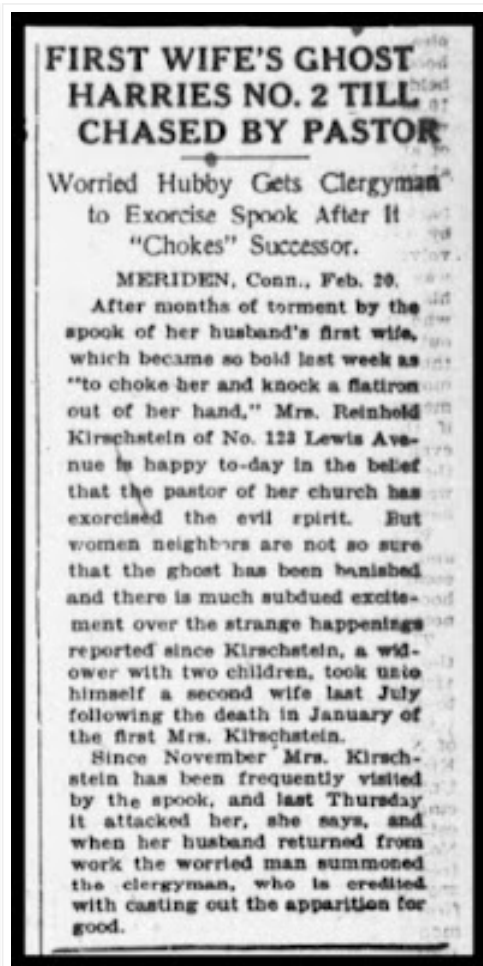 FIRST WIFE'S GHOST
HARRIES NO. 2 TILL
CHASED BY PASTOR
Worried Hubby Gets Clergyman
to Exorcise Spook After It
"Chokes" Successor.
MERIDEN, Conn., Feb. 20.
After months of torment by the
spook of her husband's first wife,
which became so bold last week as
"to choke her and knock a flatiron
out of her hand," Mrs. Reinhold
Kirschstein of No. 123 Lewis Ave-
nue is happy to-day in the belief
that the pastor of her church has
exorcised the evil spirit. But
women neighbors are not so sure
that the ghost has been banished
and there is much subdued excite-
ment over the strange happenings
reported since Kirschstein, a wid-
ower with two children, took unto
himself a second wife last July
following the death in January of
the first Mrs. Kirschstein.
Since November Mrs. Kirsch-
stein has been frequently visited
by the spook, and last Thursday
it attacked her, she says, and
when her husband returned from
work the worried man summoned
the clergyman, who is credited
with casting out the apparition for
good.